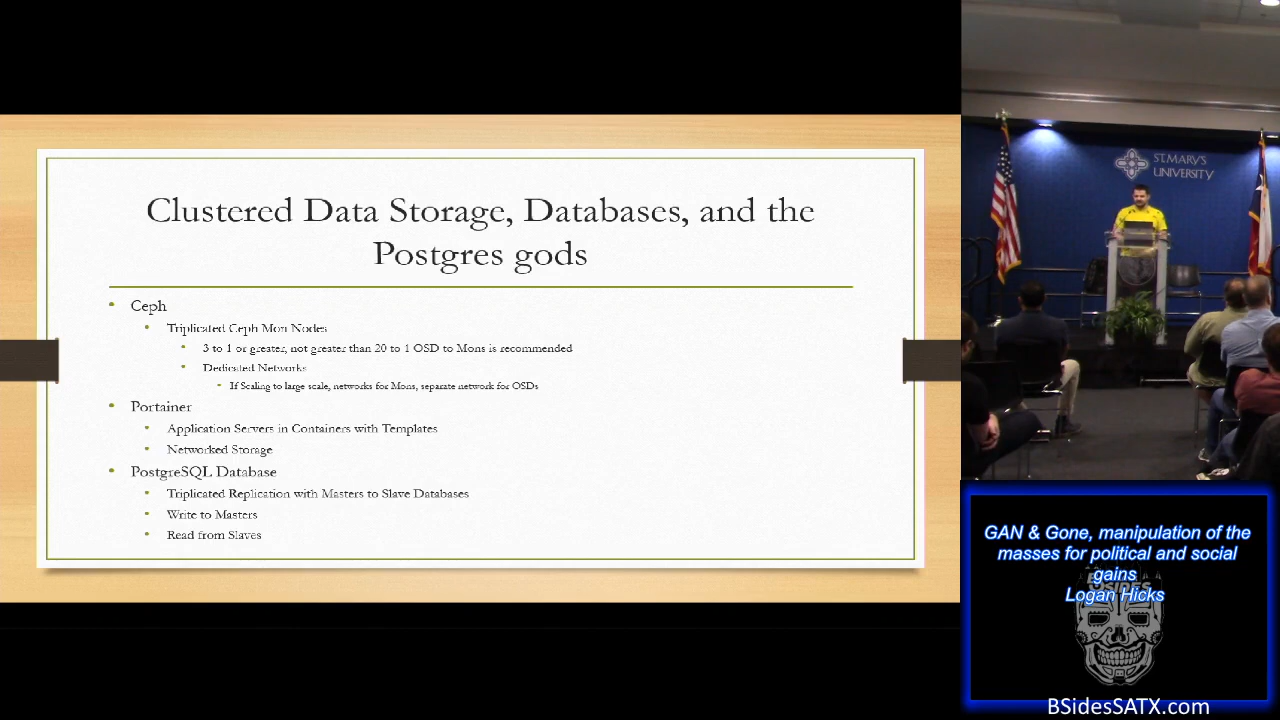 Clustered Data Storage, Databases, and the
Postgres gods
Ceph
Triplicated Ceph Mon Nodes
3 to 1 or greater, not greater than 20 to 1 OSD to Mons is recommended
Dedicated Networks
If Scaling to large scale, networks for Mons, separate network for OSDs
Portainer
Application Servers in Containers with Templates
Networked Storage
PostgreSQL Database
Triplicated Replication with Masters to Slave Databases
Write to Masters
Read from Slaves
ST. MARY'S
UNIVERSITY
GAN & Gone, manipulation of the
masses for political and social
gains
Logan Hicks
BSIDES
BSidesSATX.com